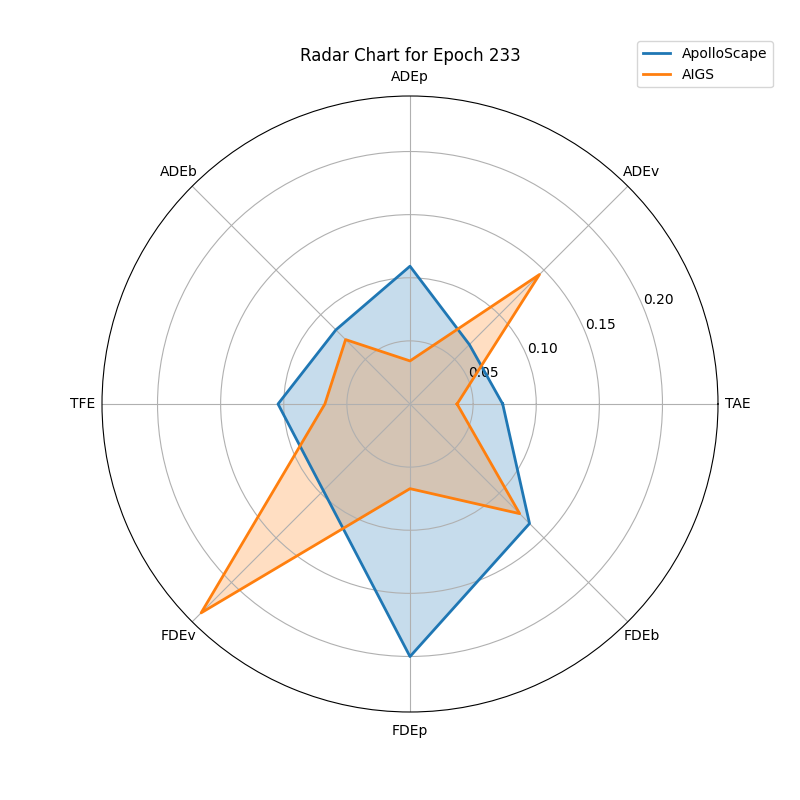 Radar Chart for Epoch 233
ApolloScape
AIGS
ADEp
ADEb
ADEv
0.20
0.15
0.10
0.05
TFE
TAE
FDEv
FDEb
FDEp